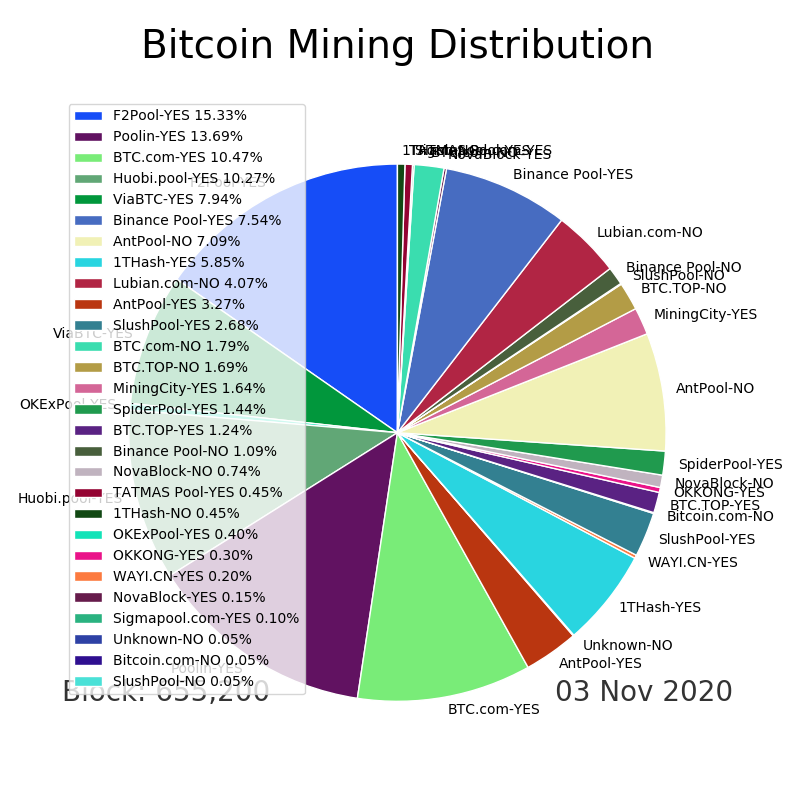 Bitcoin Mining Distribution
F2Pool-YES 15.33%
Poolin-YES 13.69%
BTC.com-YES 10.47%
Huobi.pool-YES 10.27%
ViaBTC-YES 7.94%
Binance Pool-YES 7.54%
AntPool-NO 7.09%
1THash-YES 5.85%
Lubian.com-NO 4.07%
AntPool-YES 3.27%
SlushPool-YES 2.68%
BTC.com-NO 1.79%
BTC.TOP-NO 1.69%
MiningCity-YES 1.64%
SpiderPool-YES 1.44%
BTC.TOP-YES 1.24%
Binance Pool-NO 1.09%
NovaBlock-NO 0.74%
TATMAS Pool-YES 0.45%
1THash-NO 0.45%
OKExPool-YES 0.40%
OKKONG-YES 0.30%
WAYI.CN-YES 0.20%
NovaBlock-YES 0.15%
Sigmapool.com-YES 0.10%
Unknown-NO 0.05%
Bitcoin.com-NO 0.05%
SlushPool-NO 0.05%
F2Pool-YES
ViaBTC-YES
OKExPool-YES
Huobi.pool-YES
Poolin-YES
NovaBlock-YES
Binance Pool-YES
Lubian.com-NO
Binance Pool-NO
SlushPool-NO
BTC.TOP-NO
MiningCity-YES
AntPool-NO
SpiderPool-YES
NovaBlock-NO
OKKONG-YES
BTC.TOP-YES
Bitcoin.com-NO
SlushPool-YES
WAYI.CN-YES
1THash-YES
Unknown-NO
AntPool-YES
BTC.com-YES
Block: 655,200
03 Nov 2020